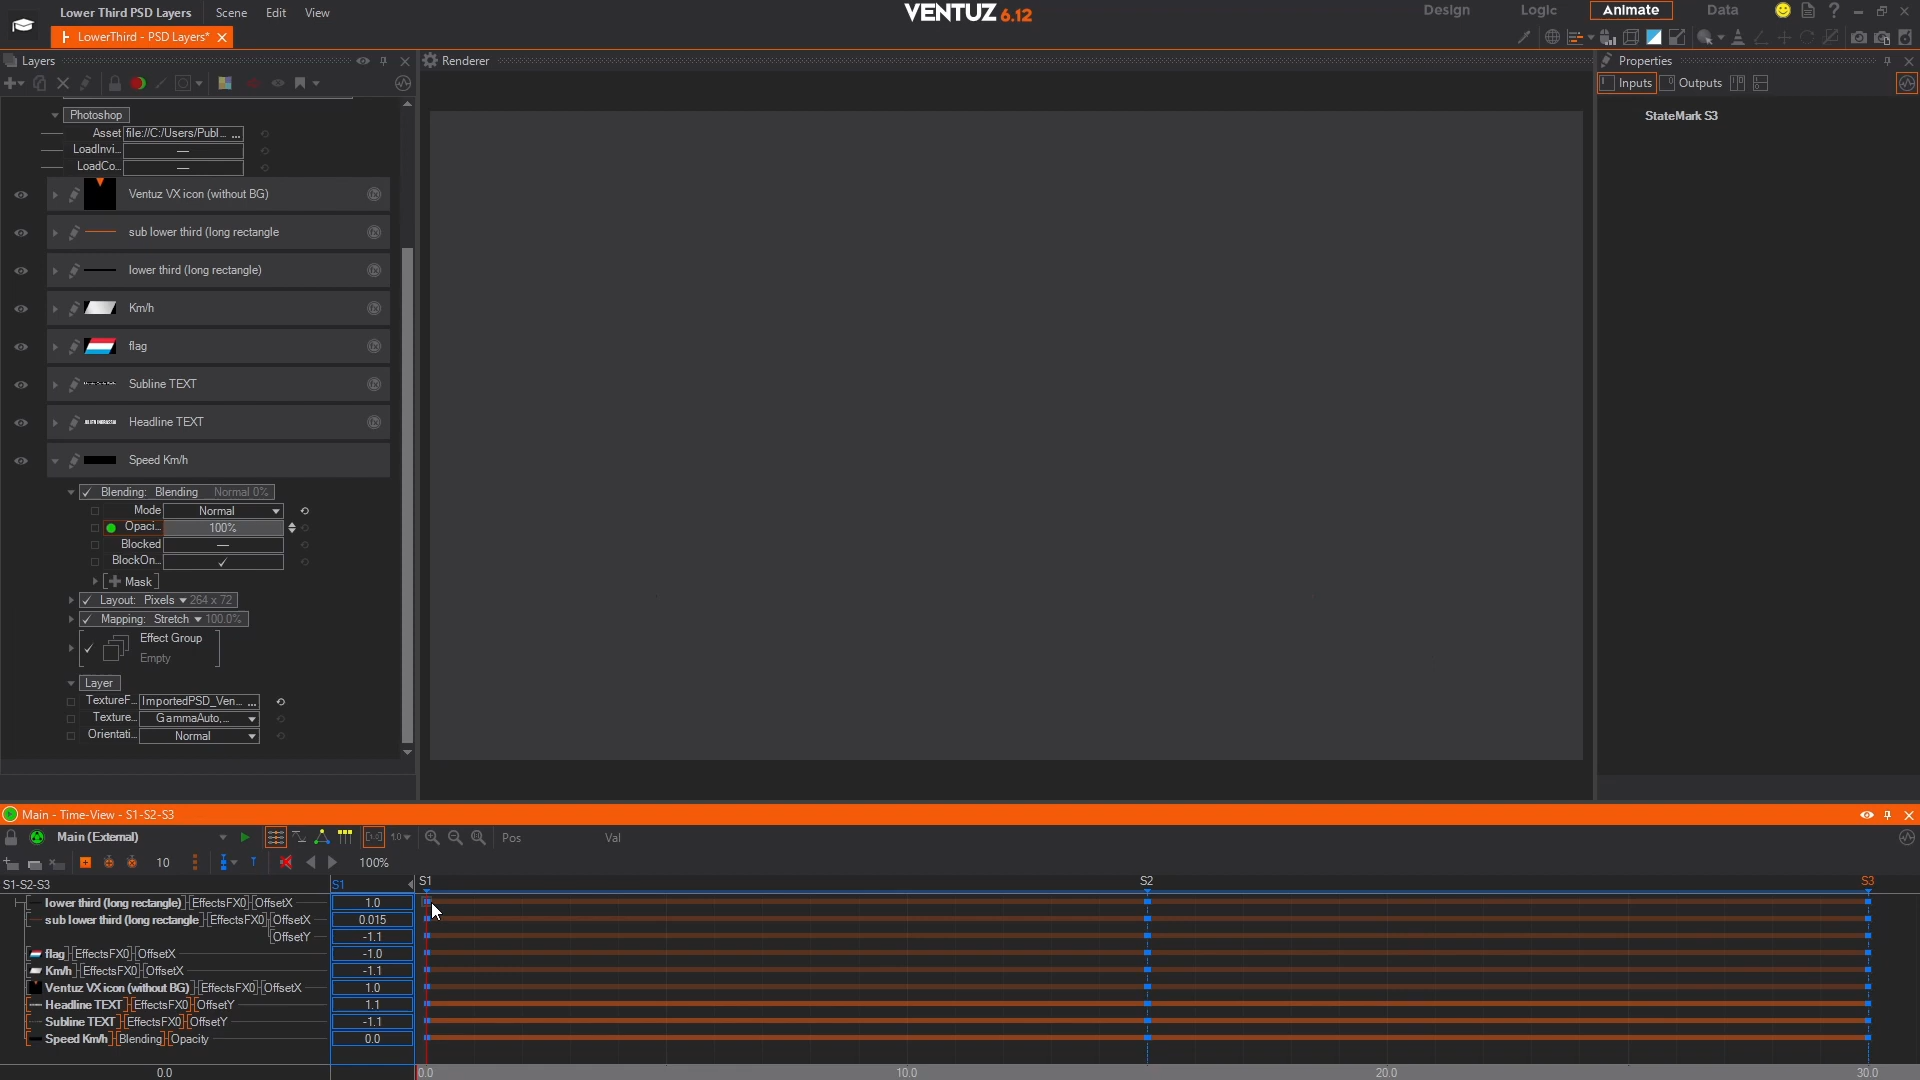 Lower Third PSD Layers Scene Edit View
VENTUZ 6.12
Design Logic Animate Data
LowerThird - PSD Layers*
Layers
Renderer
Properties
Inputs Outputs
StateMark S3
Photoshop
Asset file://C:/Users/Publ... ...
LoadInvi... —
LoadCo... —
Ventuz VX icon (without BG)
sub lower third (long rectangle
lower third (long rectangle)
Km/h
flag
Subline TEXT
Headline TEXT
Speed Km/h
Blending: Blending Normal 0%
Mode Normal
Opaci... 100%
Blocked —
BlockOn...
Mask
Layout: Pixels 264 x 72
Mapping: Stretch 100.0%
Effect Group
Empty
Layer
TextureF... ImportedPSD_Ven... ...
Texture... GammaAuto,...
Orientati... Normal
Main - Time-View - S1-S2-S3
Main (External) 1.0 Pos Val
10 100%
S1-S2-S3 S1 S1 S2 S3
lower third (long rectangle) EffectsFX0 OffsetX 1.0
sub lower third (long rectangle EffectsFX0 OffsetX 0.015
OffsetY -1.1
flag EffectsFX0 OffsetX -1.0
Km/h EffectsFX0 OffsetX -1.1
Ventuz VX icon (without BG) EffectsFX0 OffsetX 1.0
Headline TEXT EffectsFX0 OffsetY 1.1
Subline TEXT EffectsFX0 OffsetY -1.1
Speed Km/h Blending Opacity 0.0
0.0 0.0 10.0 20.0 30.0